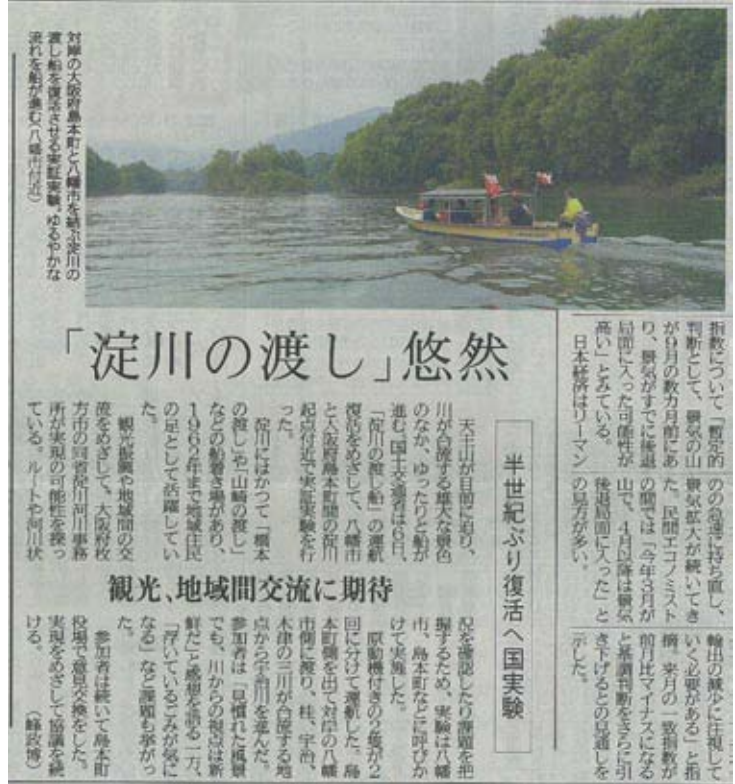 対岸の大阪府島本町と八幡市を結ぶ淀川の
渡し船を復活させる実証実験。ゆるやかな
流れを船が進む(八幡市付近)
「淀川の渡し」悠然
半世紀ぶり復活へ国実験
天王山が目前に迫り、
川が合流する雄大な景色
のなか、ゆったりと船が
進む。国土交通省は6日、
「淀川の渡し船」の運航
復活をめざして、八幡市
と大阪府島本町間の淀川
起点付近で実証実験を行
った。
淀川にはかつて「橋本
の渡し」や「山崎の渡し」
などの船着き場があり、
1962年まで地域住民
の足として活躍してい
た。
観光振興や地域間の交
流をめざして、大阪府枚
方市の同省淀川河川事務
所が実現の可能性を探っ
ている。ルートや河川状
観光、地域間交流に期待
況を確認したり課題を把
握するため、実験は八幡
市、島本町などに呼びか
けて実施した。
原動機付きの2隻が2
回に分けて運航した。島
本町側を出て対岸の八幡
市側に渡り、桂、宇治、
木津の三川が合流する地
点から宇治川を進んだ。
参加者は「見慣れた風景
でも、川からの視点は新
鮮だ」と感想を語る一方、
「浮いているごみが気に
なる」など課題も挙がっ
た。
参加者は続いて島本町
役場で意見交換をした。
実現をめざして協議を続
ける。
(峰政博)
指数について「暫定的
判断として、景気の山
が9月の数カ月前にあ
り、景気がすでに後退
局面に入った可能性が
高い」とみている。
日本経済はリーマン
のの急速に持ち直し、
景気拡大が続いてき
た。民間エコノミスト
の間では「今年3月が
山で、4月以降は景気
後退局面に入った」と
の見方が多い。
輸出の減少に注視して
いく必要がある」と指
摘。来月の一致指数が
前月比マイナスになる
と基調判断をさらに引
き下げるとの見通しを
示した。